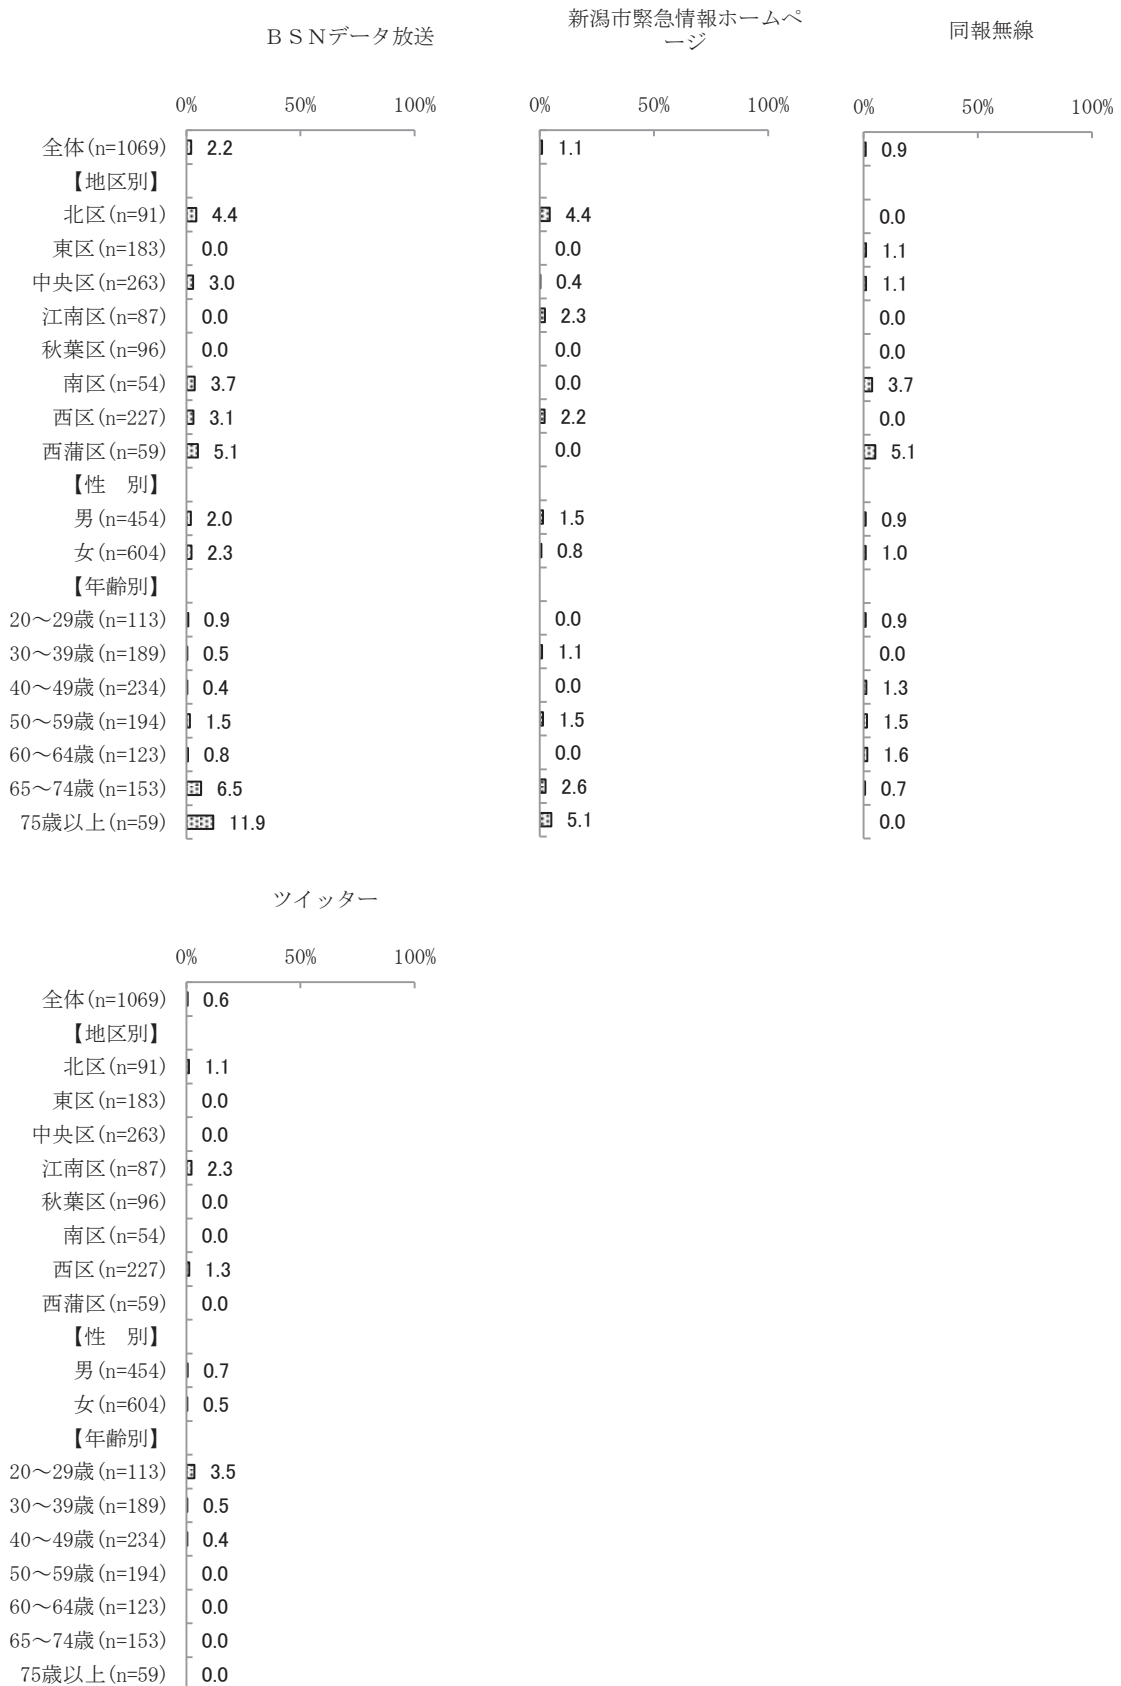 ＢＳＮデータ放送
新潟市緊急情報ホームペ
ージ
同報無線
0% 50% 100% 0% 50% 100% 0% 50% 100%
全体(n=1069) 2.2 1.1 0.9
【地区別】
北区(n=91) 4.4 4.4 0.0
東区(n=183) 0.0 0.0 1.1
中央区(n=263) 3.0 0.4 1.1
江南区(n=87) 0.0 2.3 0.0
秋葉区(n=96) 0.0 0.0 0.0
南区(n=54) 3.7 0.0 3.7
西区(n=227) 3.1 2.2 0.0
西蒲区(n=59) 5.1 0.0 5.1
【性　別】
男(n=454) 2.0 1.5 0.9
女(n=604) 2.3 0.8 1.0
【年齢別】
20～29歳(n=113) 0.9 0.0 0.9
30～39歳(n=189) 0.5 1.1 0.0
40～49歳(n=234) 0.4 0.0 1.3
50～59歳(n=194) 1.5 1.5 1.5
60～64歳(n=123) 0.8 0.0 1.6
65～74歳(n=153) 6.5 2.6 0.7
75歳以上(n=59) 11.9 5.1 0.0
ツイッター
0% 50% 100%
全体(n=1069) 0.6
【地区別】
北区(n=91) 1.1
東区(n=183) 0.0
中央区(n=263) 0.0
江南区(n=87) 2.3
秋葉区(n=96) 0.0
南区(n=54) 0.0
西区(n=227) 1.3
西蒲区(n=59) 0.0
【性　別】
男(n=454) 0.7
女(n=604) 0.5
【年齢別】
20～29歳(n=113) 3.5
30～39歳(n=189) 0.5
40～49歳(n=234) 0.4
50～59歳(n=194) 0.0
60～64歳(n=123) 0.0
65～74歳(n=153) 0.0
75歳以上(n=59) 0.0